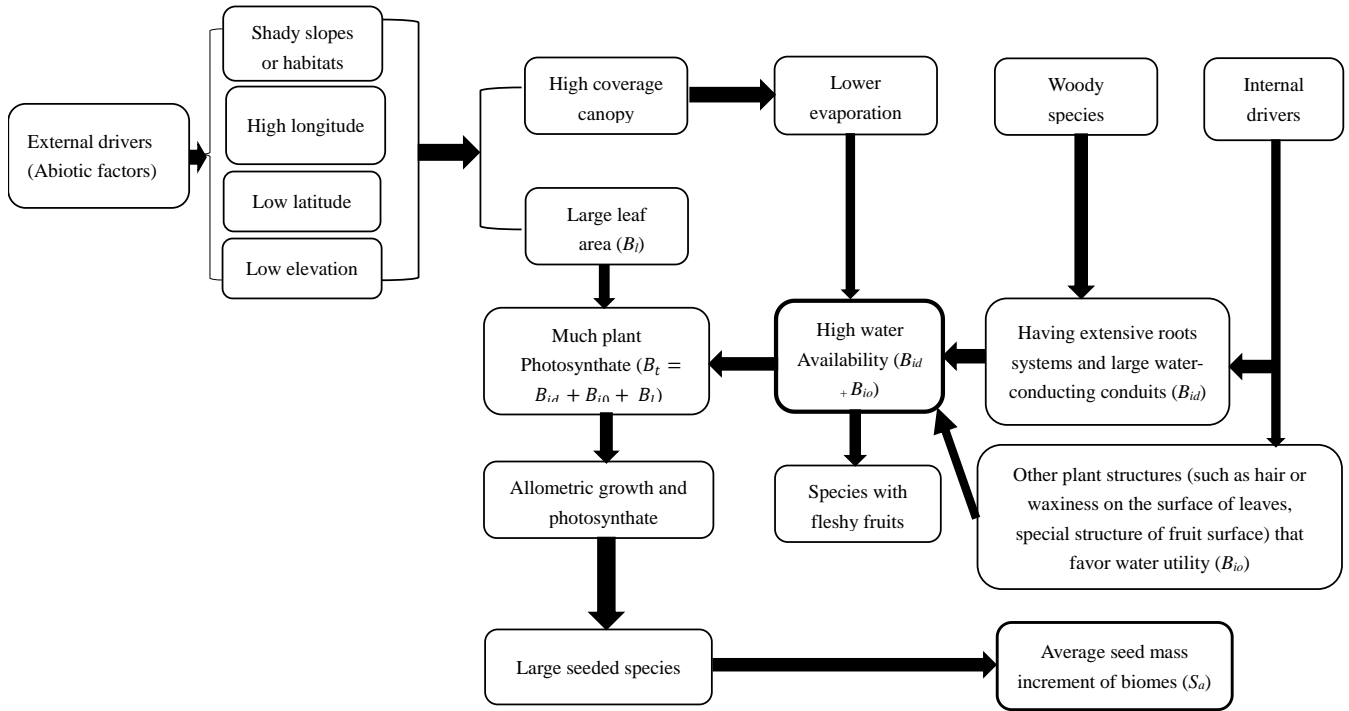 External drivers
(Abiotic factors)
Shady slopes
or habitats
High longitude
Low latitude
Low elevation
High coverage
canopy
Large leaf
area (Bl)
Lower
evaporation
Woody
species
Internal
drivers
Much plant
Photosynthate (Bt =
Bid + Bi0 + Bl)
High water
Availability (Bid
+ Bio)
Having extensive roots
systems and large water-
conducting conduits (Bid)
Allometric growth and
photosynthate
Species with
fleshy fruits
Other plant structures (such as hair or
waxiness on the surface of leaves,
special structure of fruit surface) that
favor water utility (Bio)
Large seeded species
Average seed mass
increment of biomes (Sa)